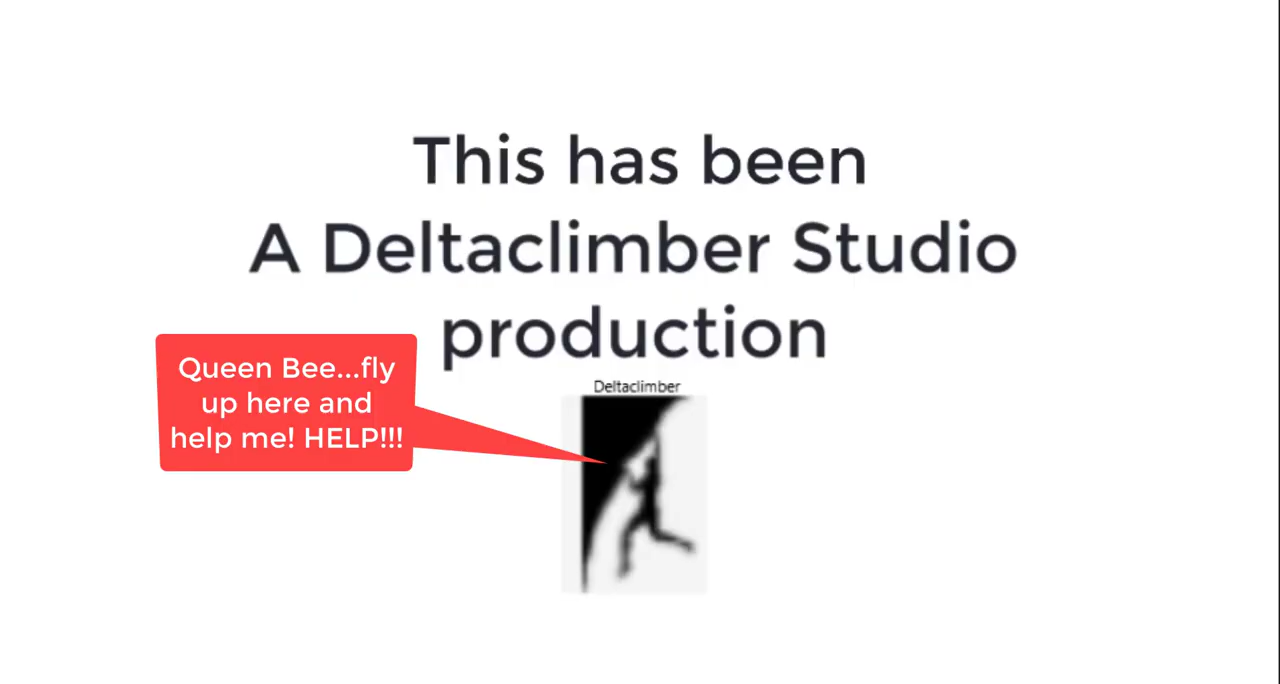 This has been
A Deltaclimber Studio
production
Queen Bee...fly
up here and
help me! HELP!!!
Deltaclimber